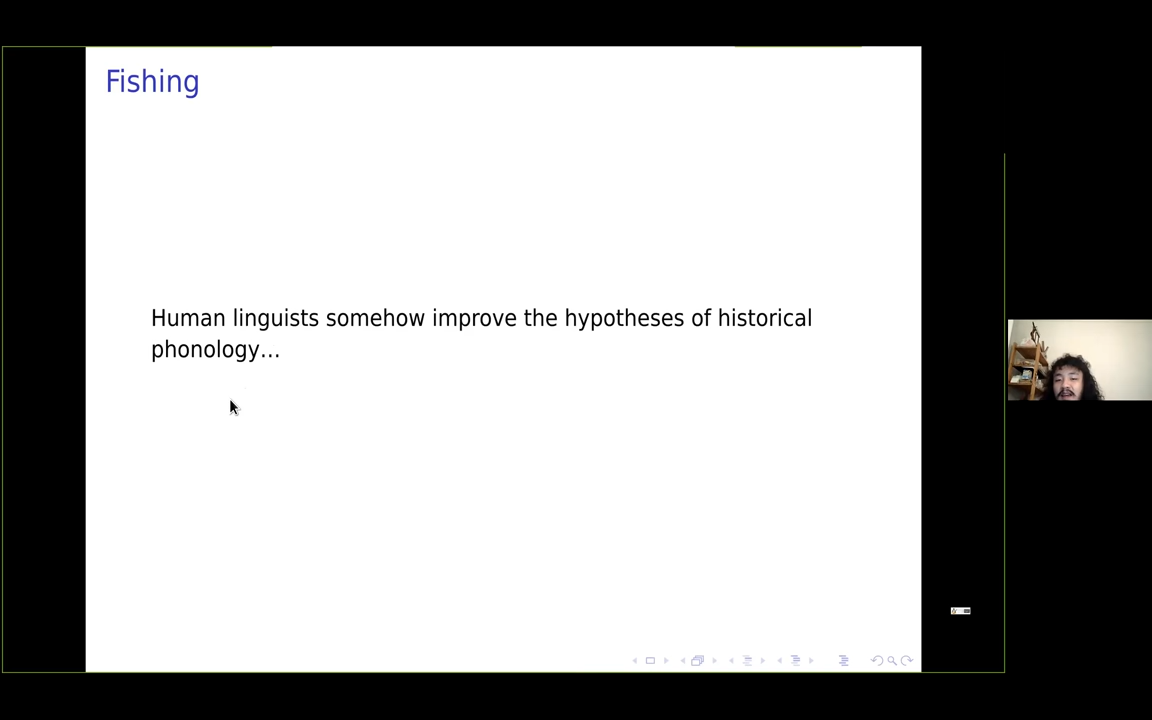 Fishing
Human linguists somehow improve the hypotheses of historical
phonology...